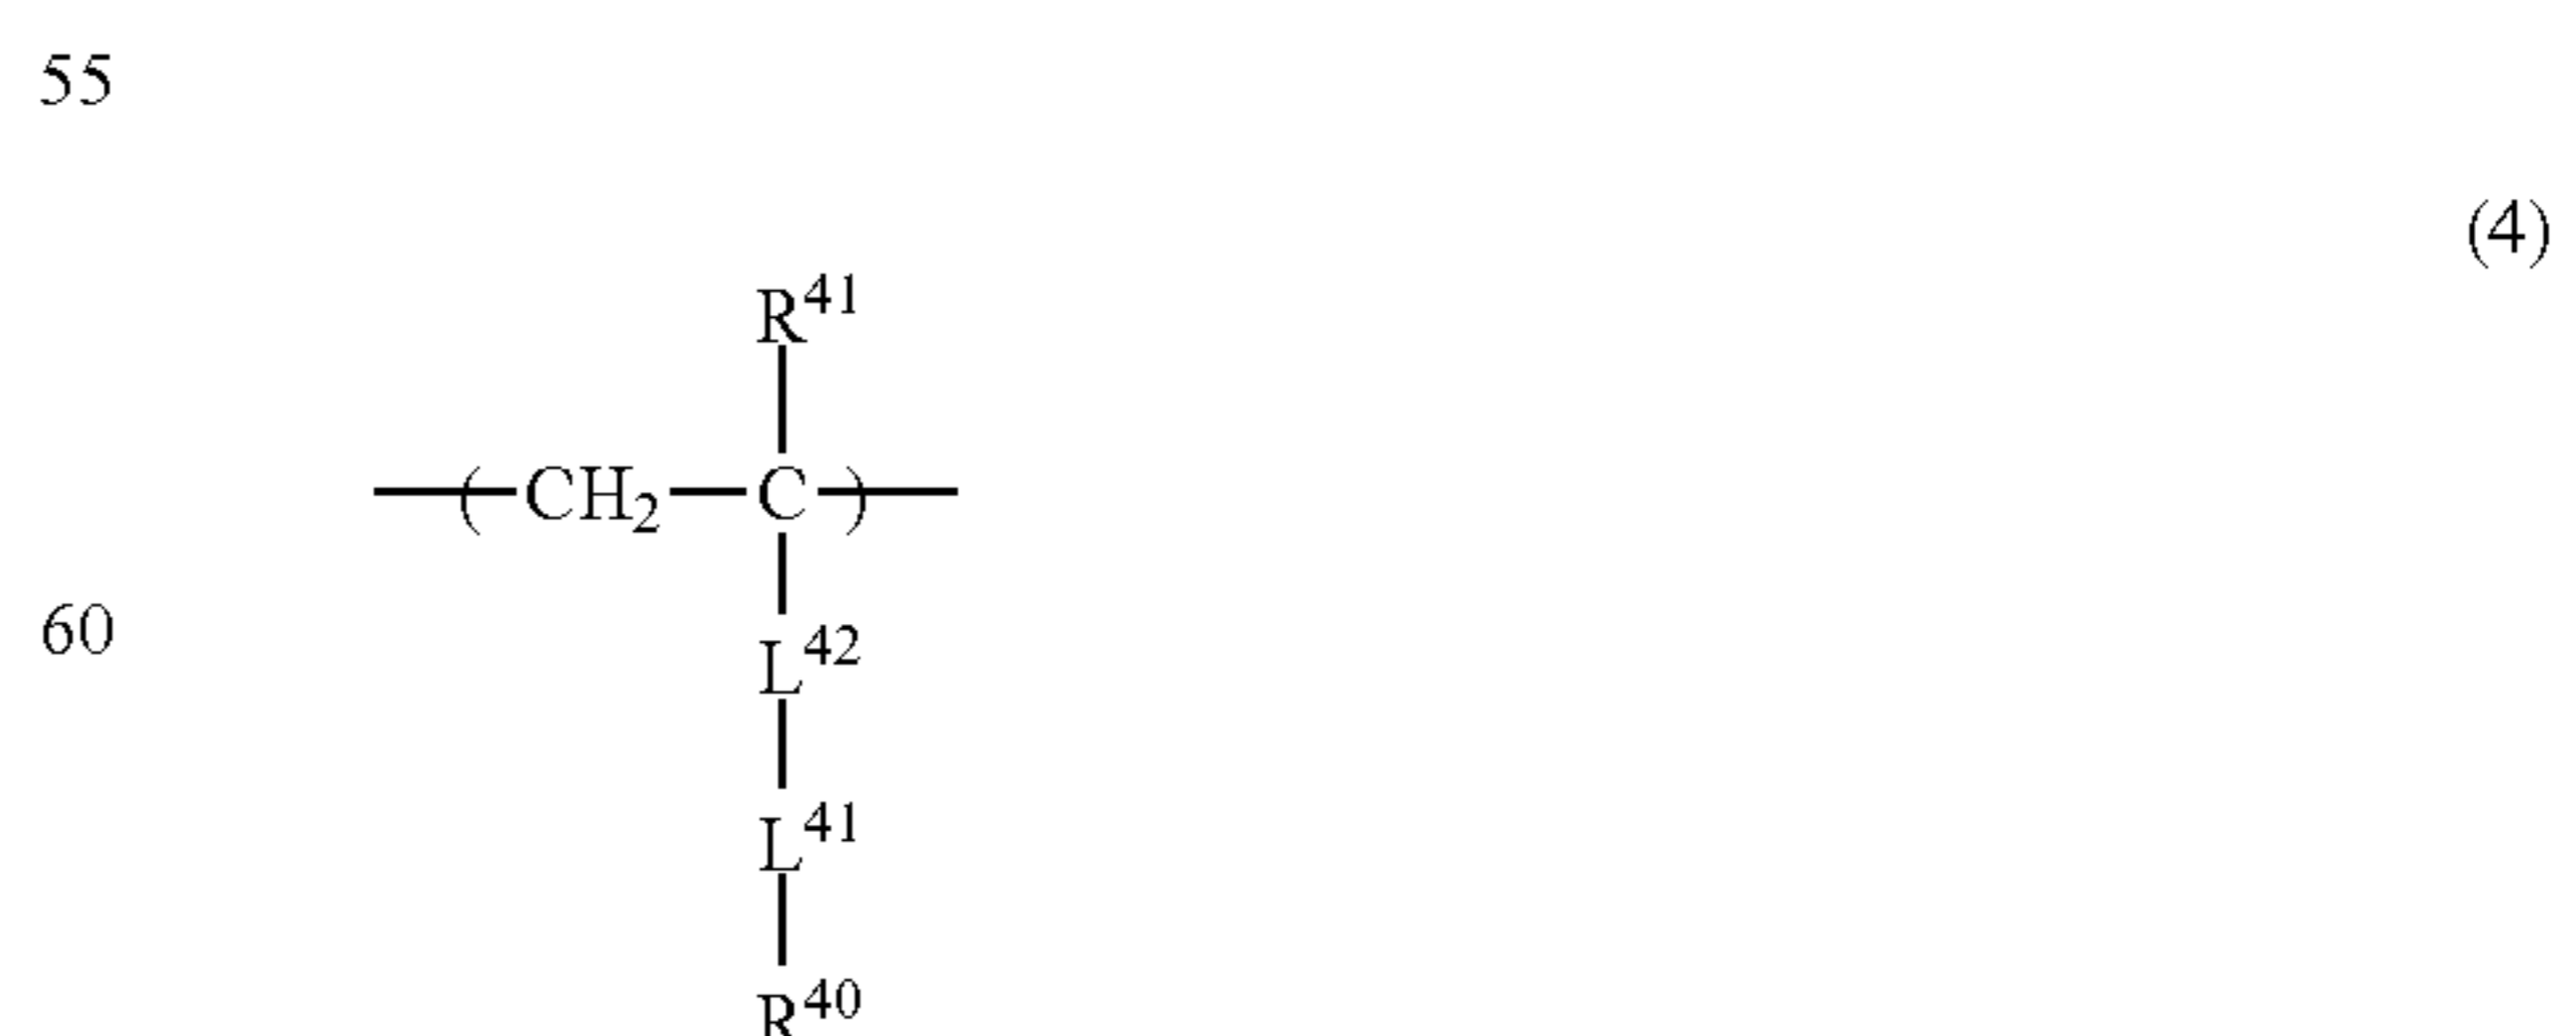 55
(4)
R⁴¹
—(CH₂—C)—
60
L⁴²
L⁴¹
R⁴⁰